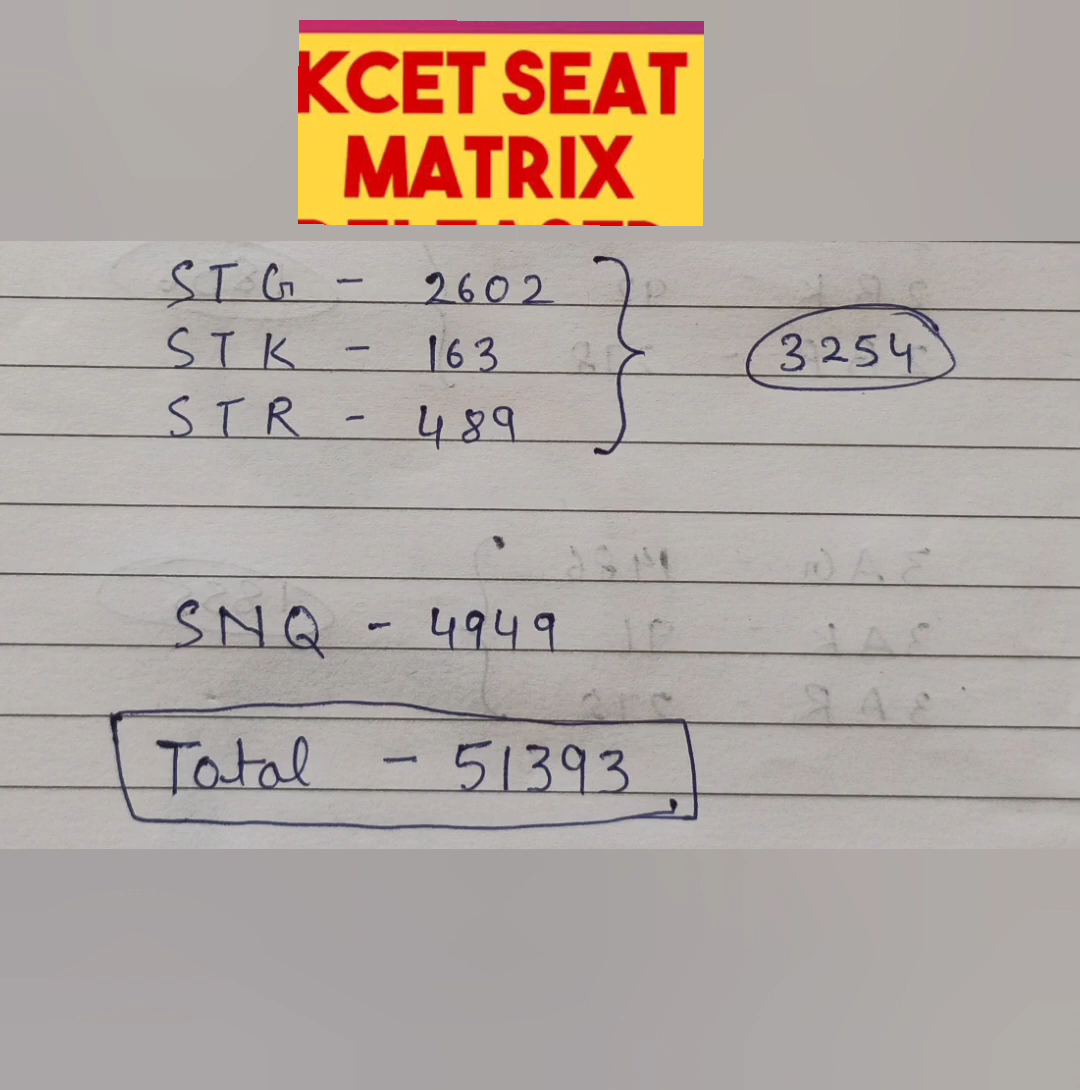 KCET SEAT
MATRIX
STG - 2602
STK - 163
3254
STR - 489
SNQ - 4949
Total - 51393